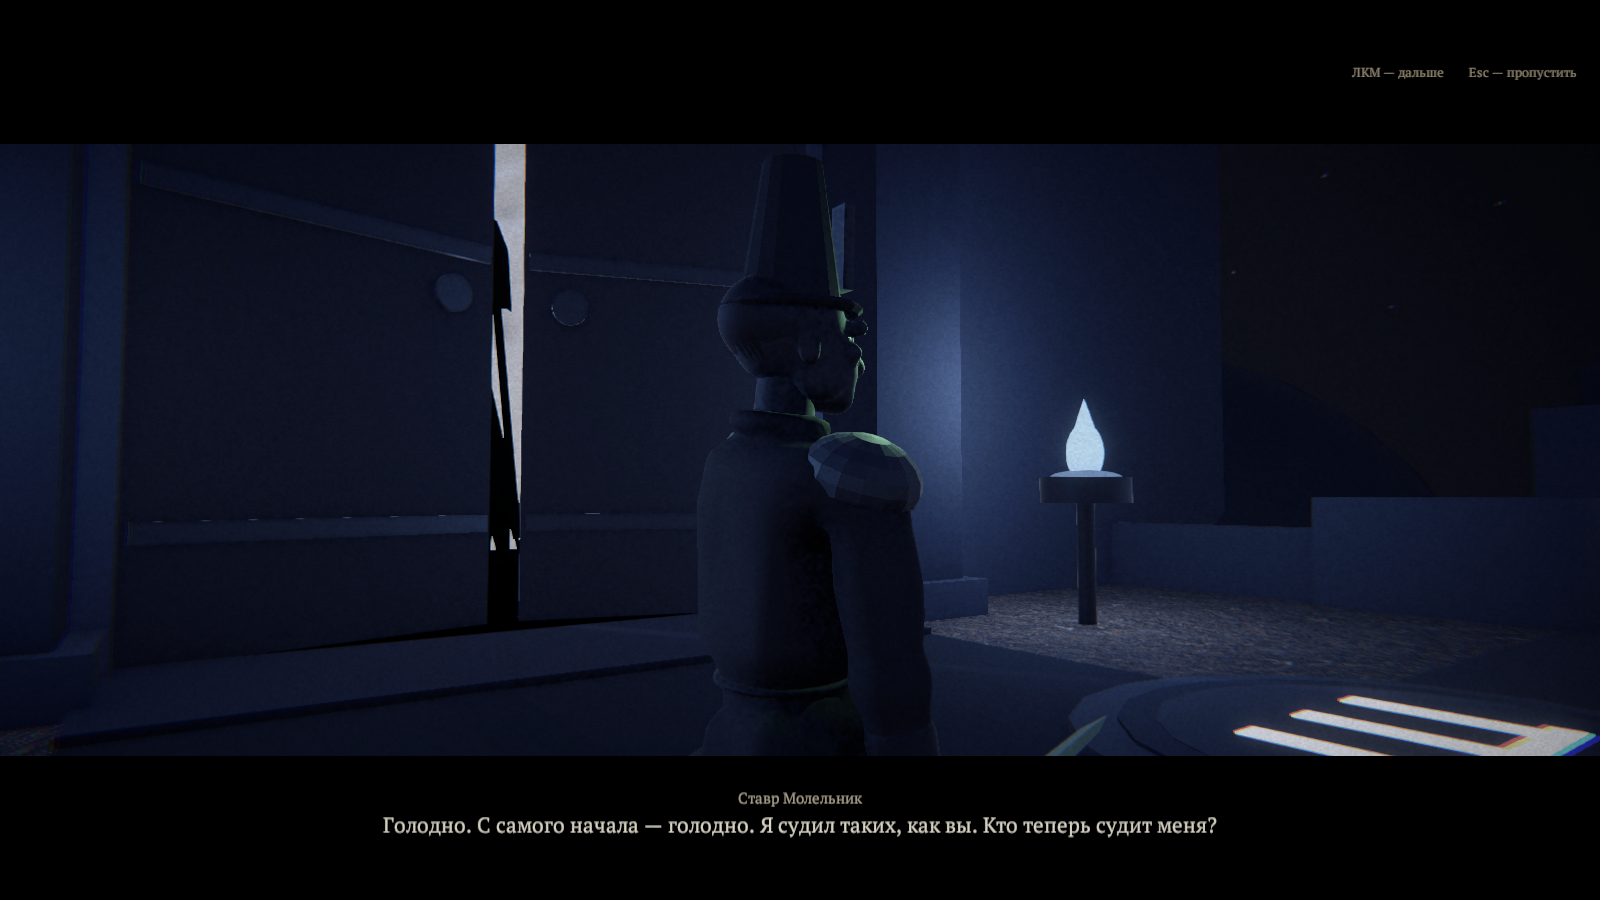 ЛКМ — дальше Esc — пропустить
Ставр Молельник
Голодно. С самого начала — голодно. Я судил таких, как вы. Кто теперь судит меня?